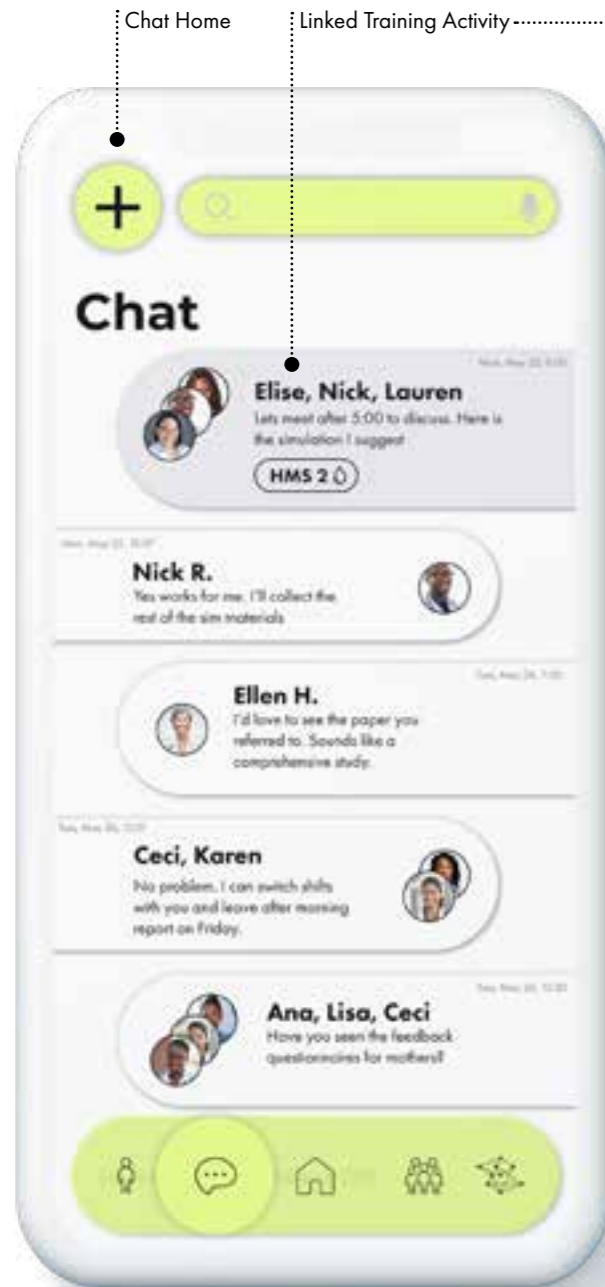 Chat Home
Linked Training Activity
Chat
Elise, Nick, Lauren
Lets meet after 5:00 to discuss. Here is
the simulation I suggest
HMS 2
Nick R.
Yes works for me. I'll collect the
rest of the sim materials
Ellen H.
I'd love to see the paper you
referred to. Sounds like a
comprehensive study.
Ceci, Karen
No problem. I can switch shifts
with you and leave after morning
report on Friday.
Ana, Lisa, Ceci
Have you seen the feedback
questionnaires for mothers?